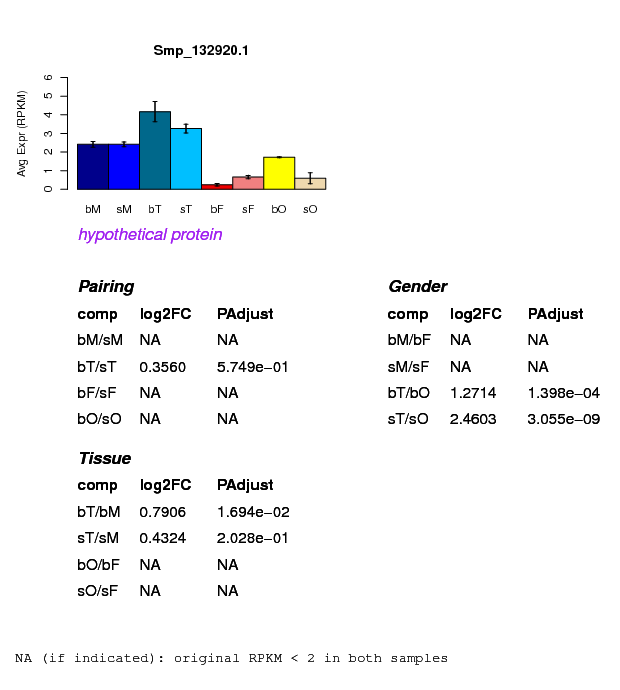 Smp_132920.1
Avg Expr (RPKM)
0 1 2 3 4 5 6
bM sM bT sT bF sF bO sO
hypothetical protein
Pairing
comp log2FC PAdjust
bM/sM NA NA
bT/sT 0.3560 5.749e−01
bF/sF NA NA
bO/sO NA NA
Gender
comp log2FC PAdjust
bM/bF NA NA
sM/sF NA NA
bT/bO 1.2714 1.398e−04
sT/sO 2.4603 3.055e−09
Tissue
comp log2FC PAdjust
bT/bM 0.7906 1.694e−02
sT/sM 0.4324 2.028e−01
bO/bF NA NA
sO/sF NA NA
NA (if indicated): original RPKM < 2 in both samples